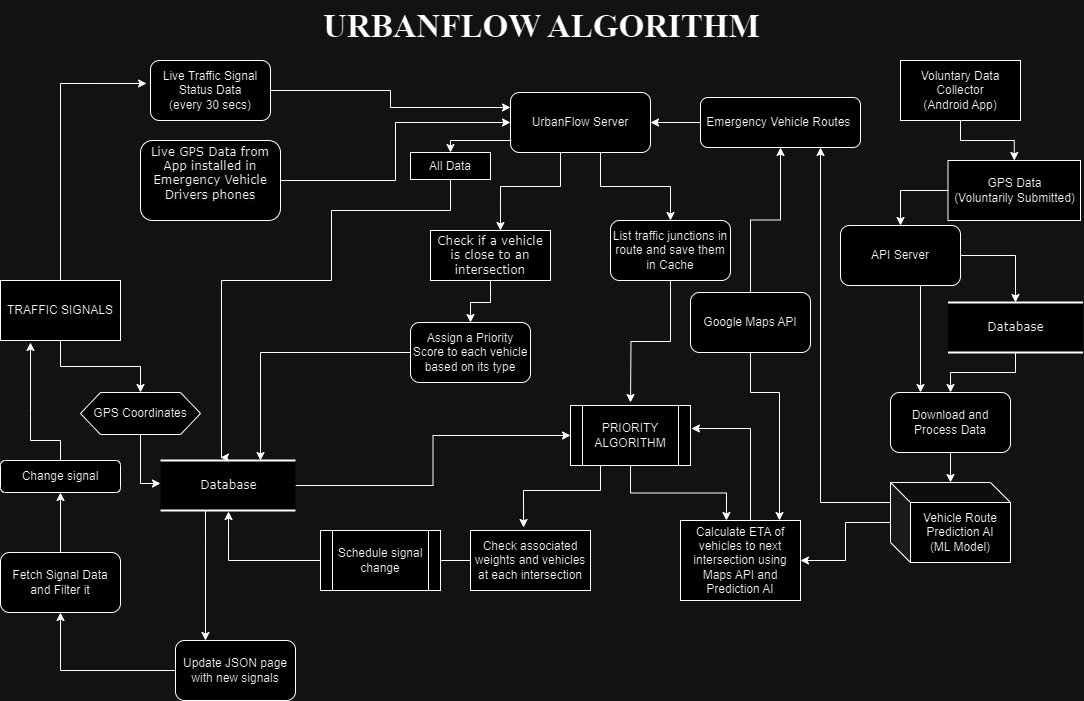 URBANFLOW ALGORITHM
Live Traffic Signal
Status Data
(every 30 secs)
Live GPS Data from
App installed in
Emergency Vehicle
Drivers phones
UrbanFlow Server
All Data
Emergency Vehicle Routes
Voluntary Data
Collector
(Android App)
GPS Data
(Voluntarily Submitted)
API Server
Database
Check if a vehicle
is close to an
intersection
List traffic junctions in
route and save them
in Cache
Google Maps API
TRAFFIC SIGNALS
Assign a Priority
Score to each vehicle
based on its type
GPS Coordinates
PRIORITY
ALGORITHM
Download and
Process Data
Change signal
Database
Vehicle Route
Prediction AI
(ML Model)
Schedule signal
change
Check associated
weights and vehicles
at each intersection
Calculate ETA of
vehicles to next
intersection using
Maps API and
Prediction AI
Fetch Signal Data
and Filter it
Update JSON page
with new signals